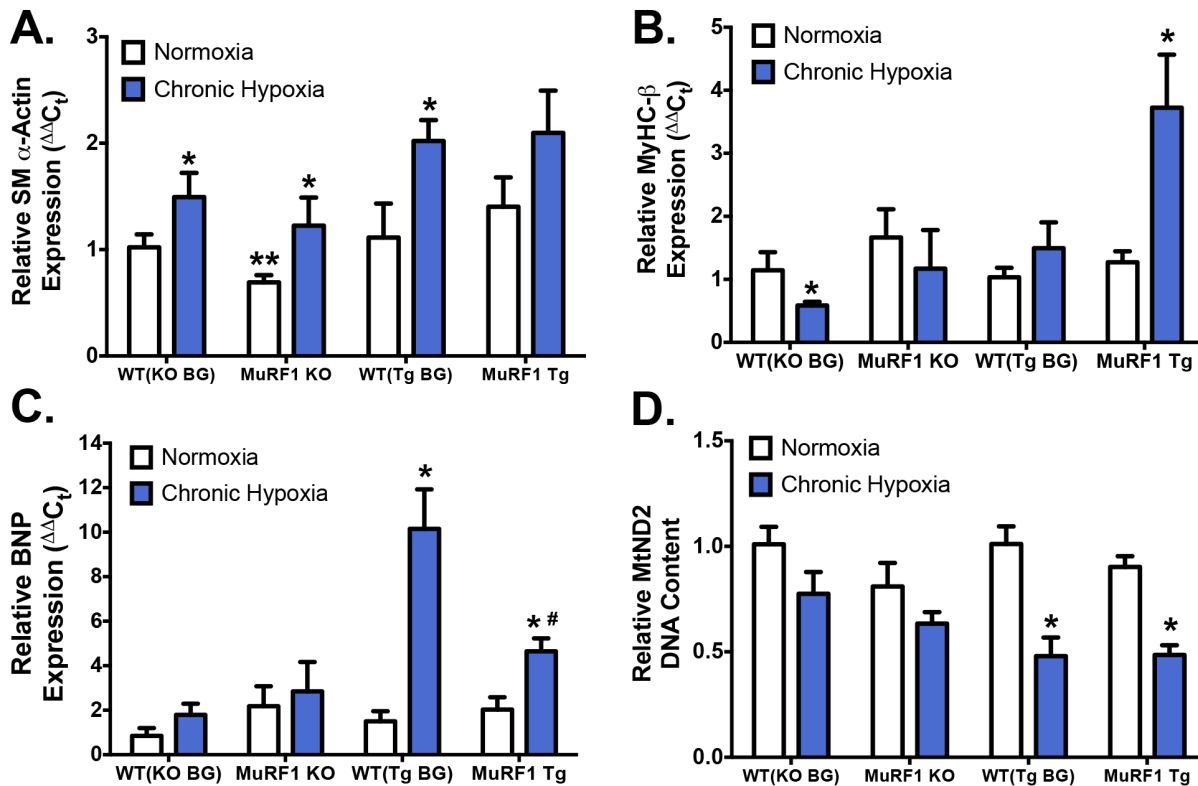 A.
Relative SM α-Actin
Expression (ΔΔCt)
3
2
1
0
Normoxia
Chronic Hypoxia
*
**
*
*
WT(KO BG)
MuRF1 KO
WT(Tg BG)
MuRF1 Tg
B.
Relative MyHC-β
Expression (ΔΔCt)
5
4
3
2
1
0
Normoxia
Chronic Hypoxia
*
*
WT(KO BG)
MuRF1 KO
WT(Tg BG)
MuRF1 Tg
C.
Relative BNP
Expression (ΔΔCt)
14
12
10
8
6
4
2
0
Normoxia
Chronic Hypoxia
*
* #
WT(KO BG)
MuRF1 KO
WT(Tg BG)
MuRF1 Tg
D.
Relative MtND2
DNA Content
1.5
1.0
0.5
0.0
Normoxia
Chronic Hypoxia
*
*
WT(KO BG)
MuRF1 KO
WT(Tg BG)
MuRF1 Tg